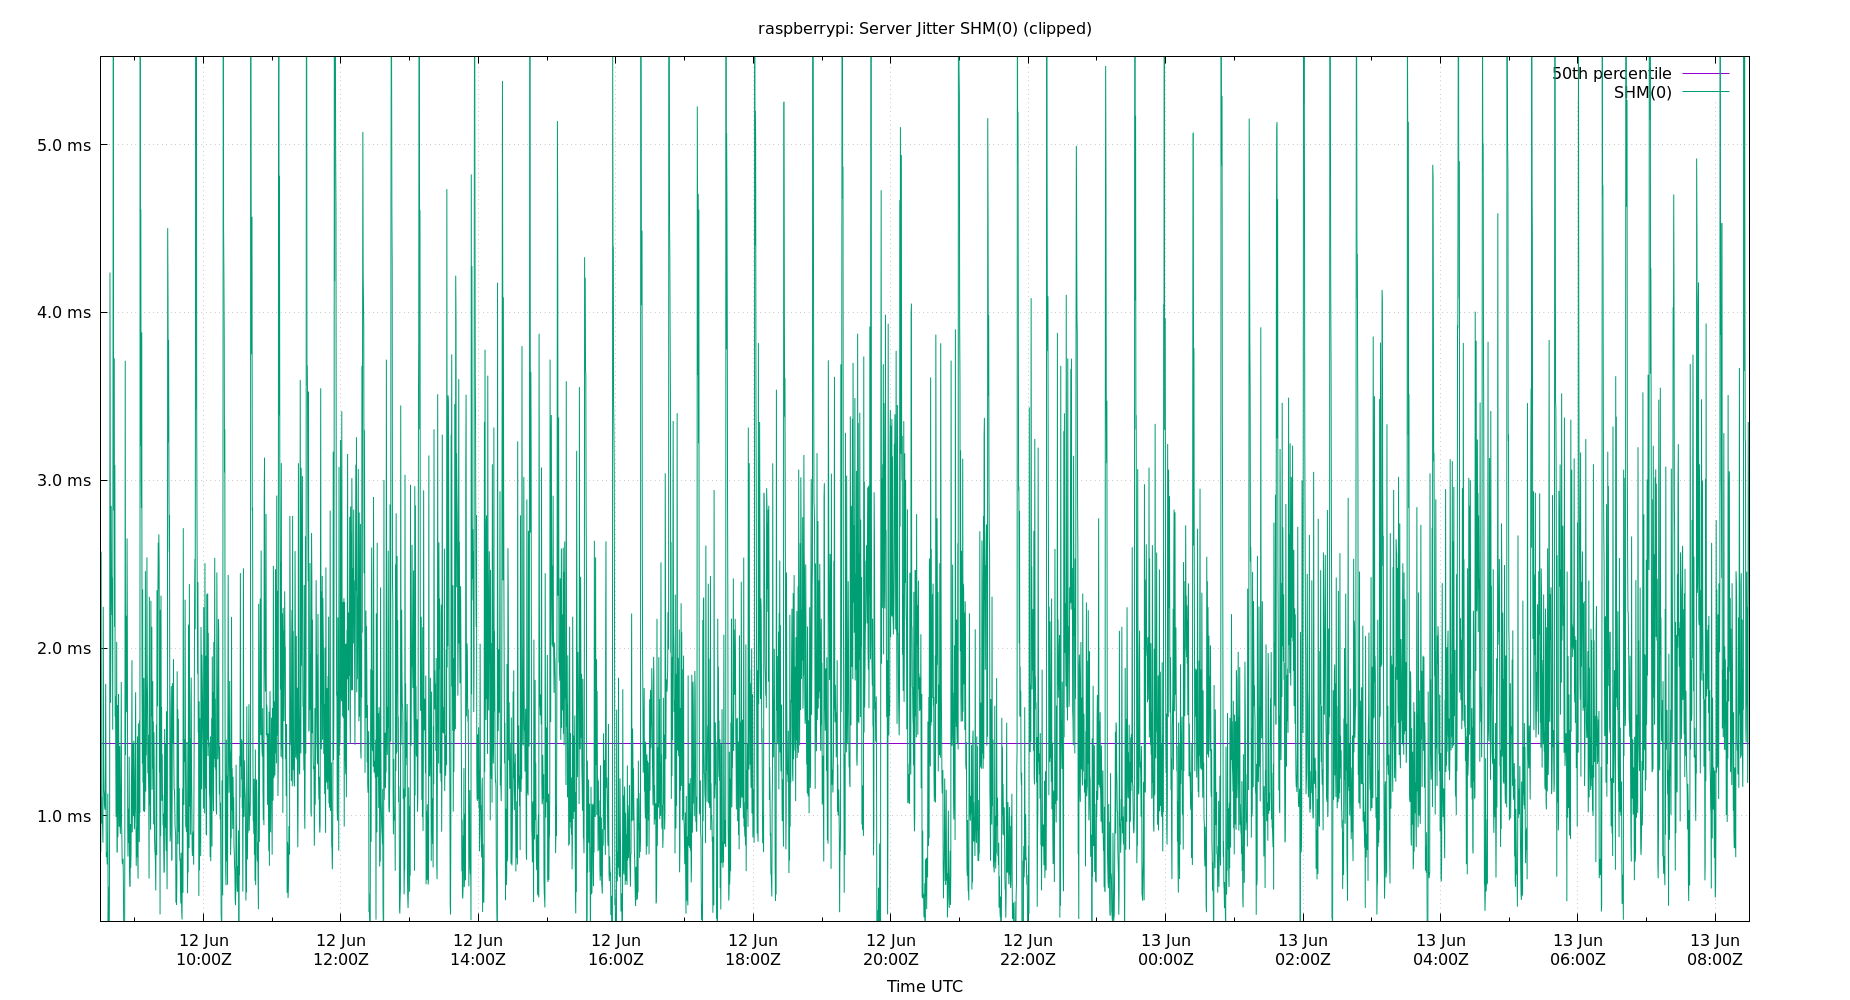 raspberrypi: Server Jitter SHM(0) (clipped)
50th percentile
SHM(0)
5.0 ms
4.0 ms
3.0 ms
2.0 ms
1.0 ms
12 Jun 12 Jun 12 Jun 12 Jun 12 Jun 12 Jun 12 Jun 13 Jun 13 Jun 13 Jun 13 Jun 13 Jun
10:00Z 12:00Z 14:00Z 16:00Z 18:00Z 20:00Z 22:00Z 00:00Z 02:00Z 04:00Z 06:00Z 08:00Z
Time UTC